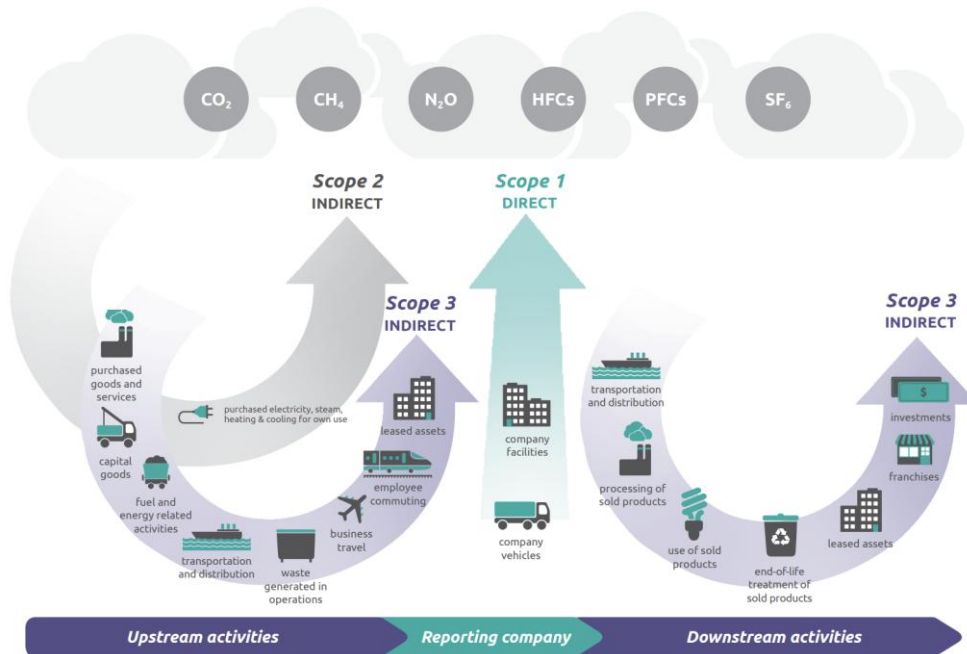 CO₂
CH₄
N₂O
HFCs
PFCs
SF₆
Scope 2
INDIRECT
Scope 1
DIRECT
Scope 3
INDIRECT
Scope 3
INDIRECT
purchased
goods and
services
capital
goods
fuel and
energy related
activities
transportation
and distribution
waste
generated in
operations
business
travel
employee
commuting
leased assets
purchased electricity, steam,
heating & cooling for own use
company
facilities
company
vehicles
transportation
and distribution
processing of
sold products
use of sold
products
end-of-life
treatment of
sold products
leased assets
franchises
$
investments
Upstream activities
Reporting company
Downstream activities